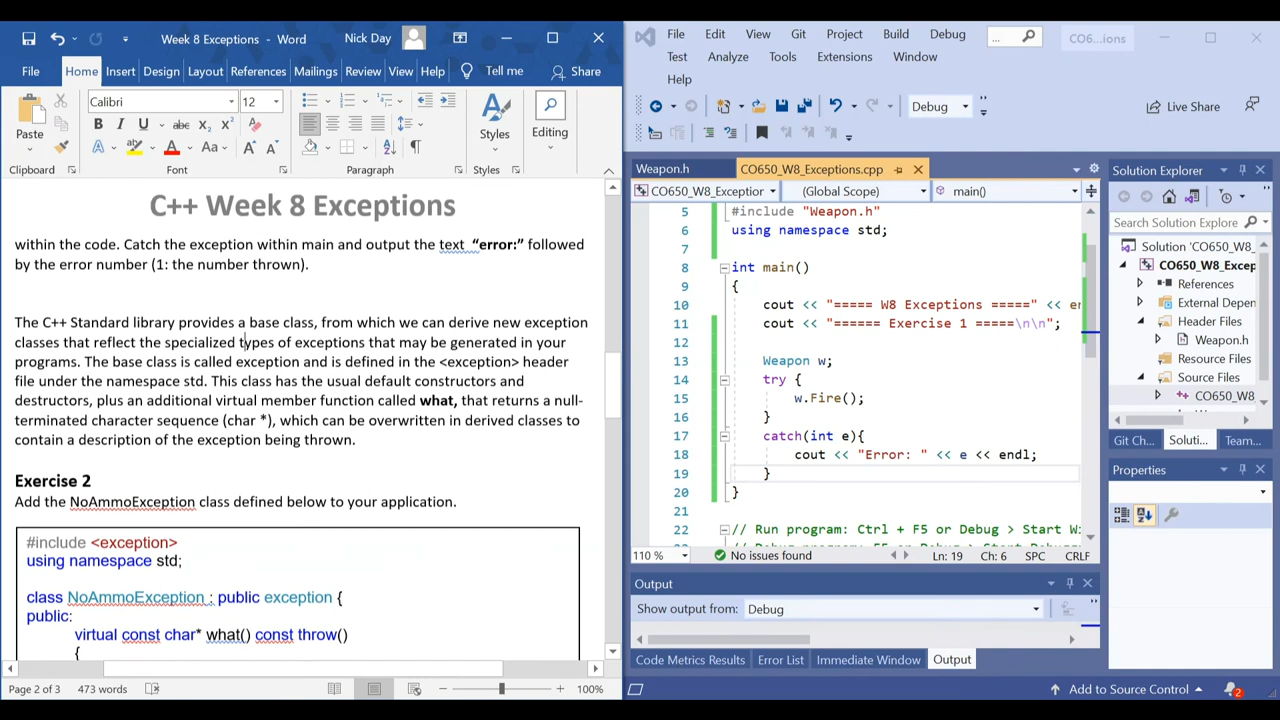 Week 8 Exceptions - Word
Nick Day
File Home Insert Design Layout References Mailings Review View Help Tell me Share
Calibri 12
Paste
Styles
Editing
Clipboard Font Paragraph Styles
C++ Week 8 Exceptions
within the code. Catch the exception within main and output the text “error:” followed
by the error number (1: the number thrown).
The C++ Standard library provides a base class, from which we can derive new exception
classes that reflect the specialized types of exceptions that may be generated in your
programs. The base class is called exception and is defined in the <exception> header
file under the namespace std. This class has the usual default constructors and
destructors, plus an additional virtual member function called what, that returns a null-
terminated character sequence (char *), which can be overwritten in derived classes to
contain a description of the exception being thrown.
Exercise 2
Add the NoAmmoException class defined below to your application.
#include <exception>
using namespace std;
class NoAmmoException : public exception {
public:
virtual const char* what() const throw()
{
Page 2 of 3 473 words 100%
File Edit View Git Project Build Debug ... CO6...ions
Test Analyze Tools Extensions Window
Help
Debug Live Share
Weapon.h CO650_W8_Exceptions.cpp
CO650_W8_Exception (Global Scope) main()
5 #include "Weapon.h"
6 using namespace std;
7
8 int main()
9 {
10 cout << "===== W8 Exceptions =====" << en
11 cout << "====== Exercise 1 =====\n\n";
12
13 Weapon w;
14 try {
15 w.Fire();
16 }
17 catch(int e){
18 cout << "Error: " << e << endl;
19 }
20 }
21
22 // Run program: Ctrl + F5 or Debug > Start Wi
110 % No issues found Ln: 19 Ch: 6 SPC CRLF
Output
Show output from: Debug
Code Metrics Results Error List Immediate Window Output
Solution Explorer
Search Solution Explorer
Solution 'CO650_W8
CO650_W8_Excep
References
External Depen
Header Files
Weapon.h
Resource Files
Source Files
CO650_W8
Git Ch... Soluti... Team...
Properties
Add to Source Control 2